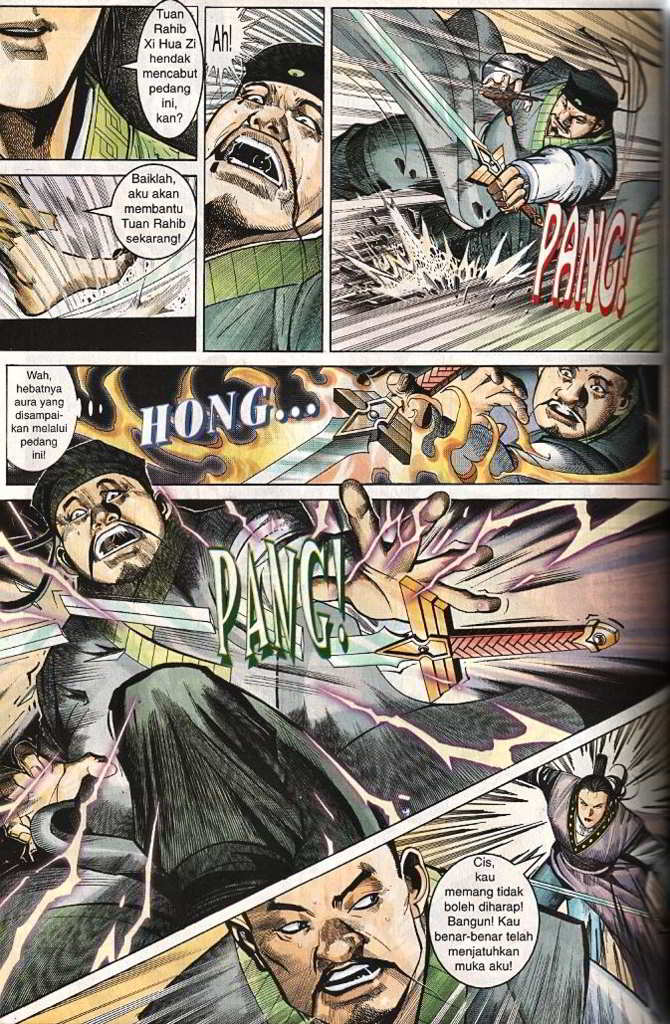 Tuan
Rahib
Xi Hua Zi
hendak
mencabut
pedang
ini,
kan?
Ah!
Baiklah,
aku akan
membantu
Tuan Rahib
sekarang!
PANG!
Wah,
hebatnya
aura yang
disampai-
kan melalui
pedang
ini!
HONG...
PANG!
Cis,
kau
memang tidak
boleh diharap!
Bangun! Kau
benar-benar telah
menjatuhkan
muka aku!